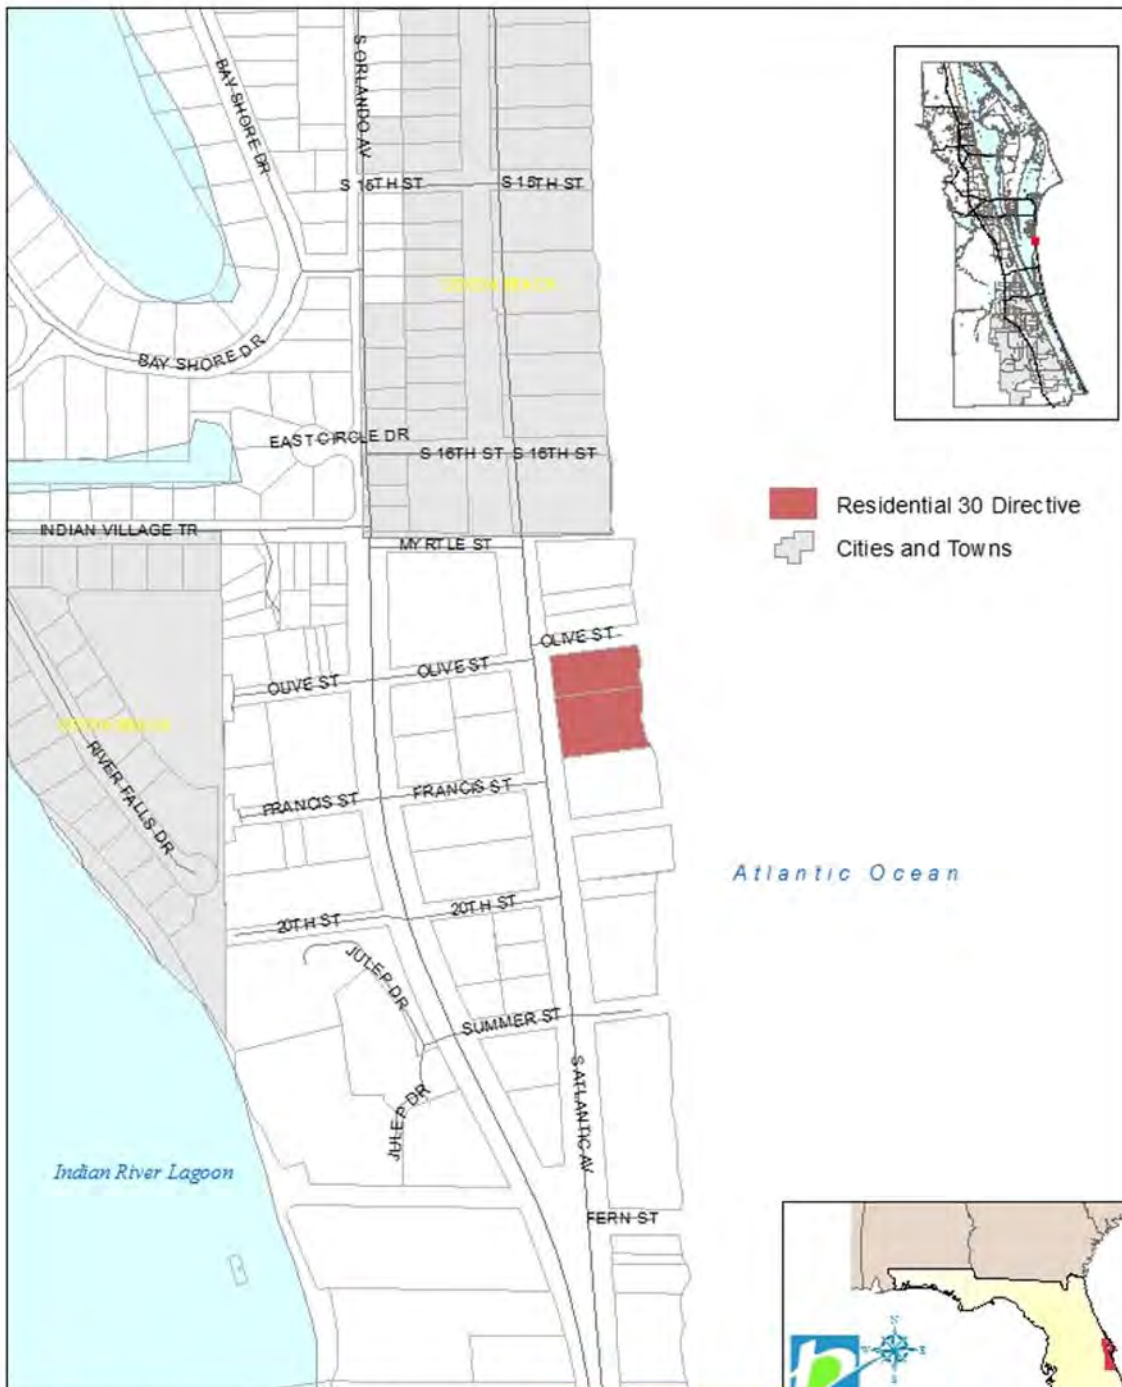 BAY SHORE DR
S ORLANDO AV
S 15TH ST
S 15TH ST
BAY SHORE DR
EAST CIRCLE DR
S 16TH ST
S 16TH ST
Residential 30 Directive
INDIAN VILLAGE TR
MYRTLE ST
Cities and Towns
OLIVE ST
OLIVE ST
OLIVE ST
RIVER FALLS DR
FRANCIS ST
FRANCIS ST
Atlantic Ocean
20TH ST
20TH ST
JULEP DR
SUMMER ST
S ATLANTIC AV
JULEP DR
Indian River Lagoon
FERN ST